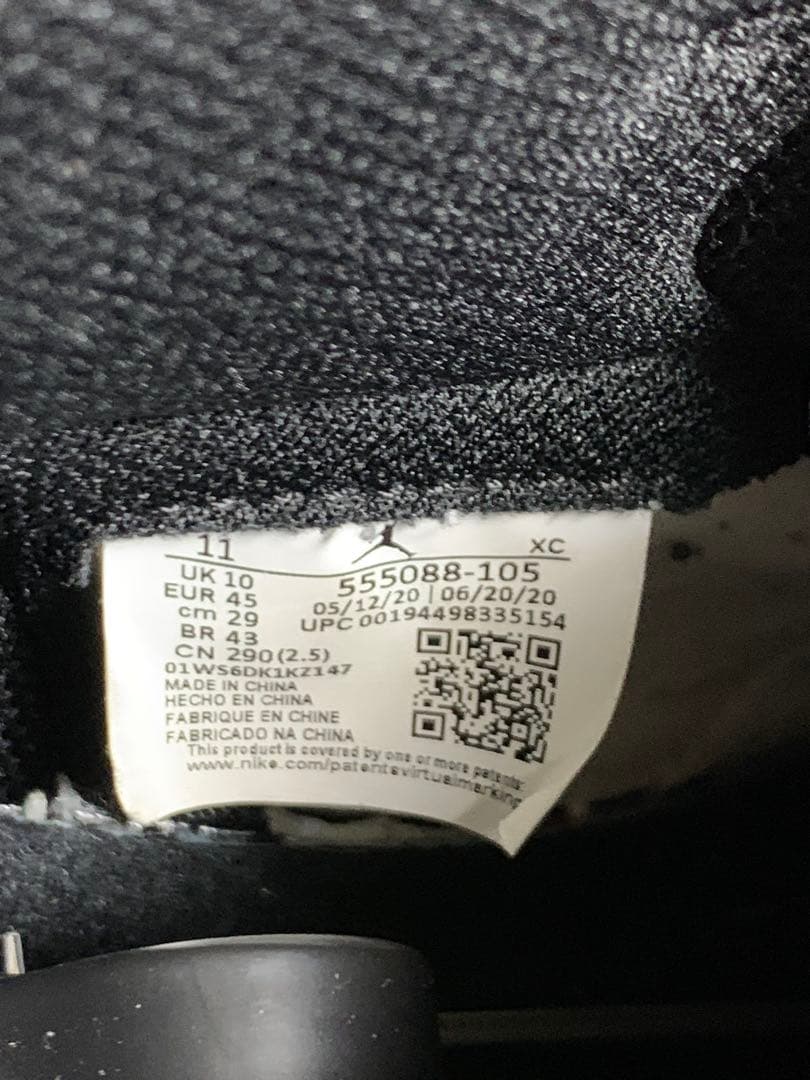 11 XC
UK 10
EUR 45
cm 29
BR 43
CN 290(2.5)
01WS6DK1KZ147
555088-105
05/12/20 | 06/20/20
UPC 00194498335154
MADE IN CHINA
HECHO EN CHINA
FABRIQUE EN CHINE
FABRICADO NA CHINA
This product is covered by one or more patents:
www.nike.com/patentsvirtualmarking